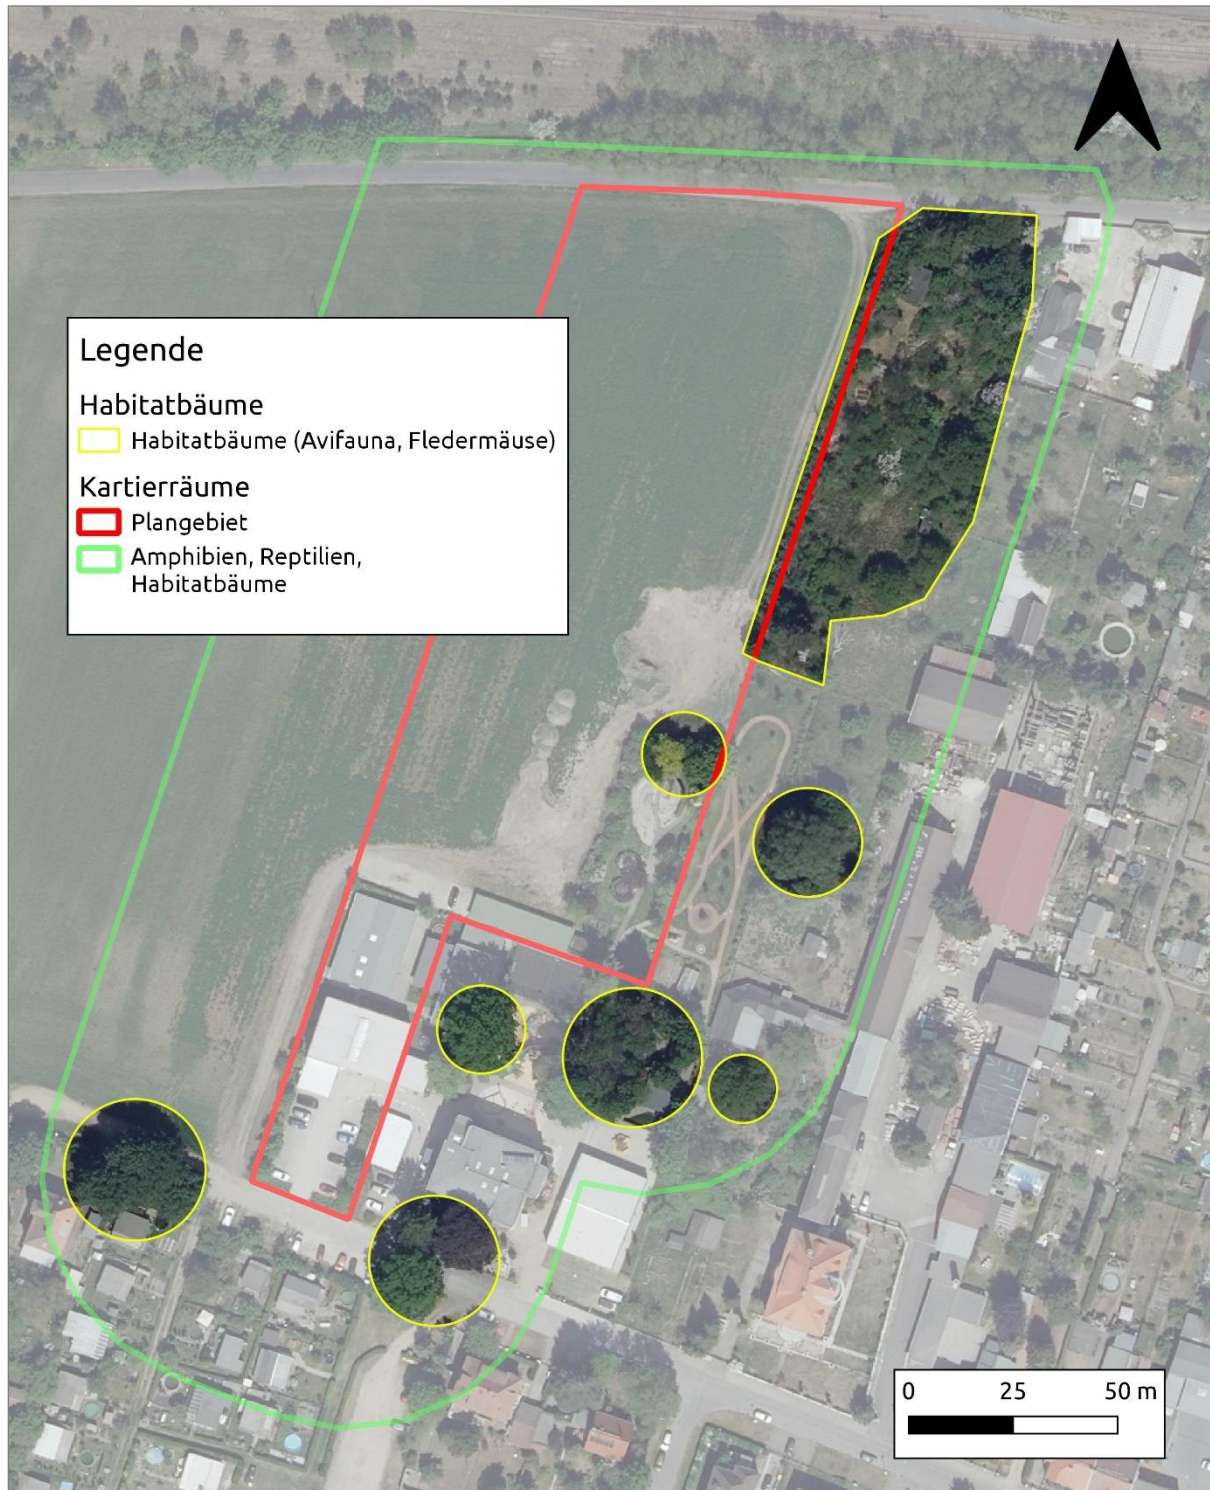 Legende
Habitatbäume
Habitatbäume (Avifauna, Fledermäuse)
Kartierräume
Plangebiet
Amphibien, Reptilien,
Habitatbäume
0 25 50 m